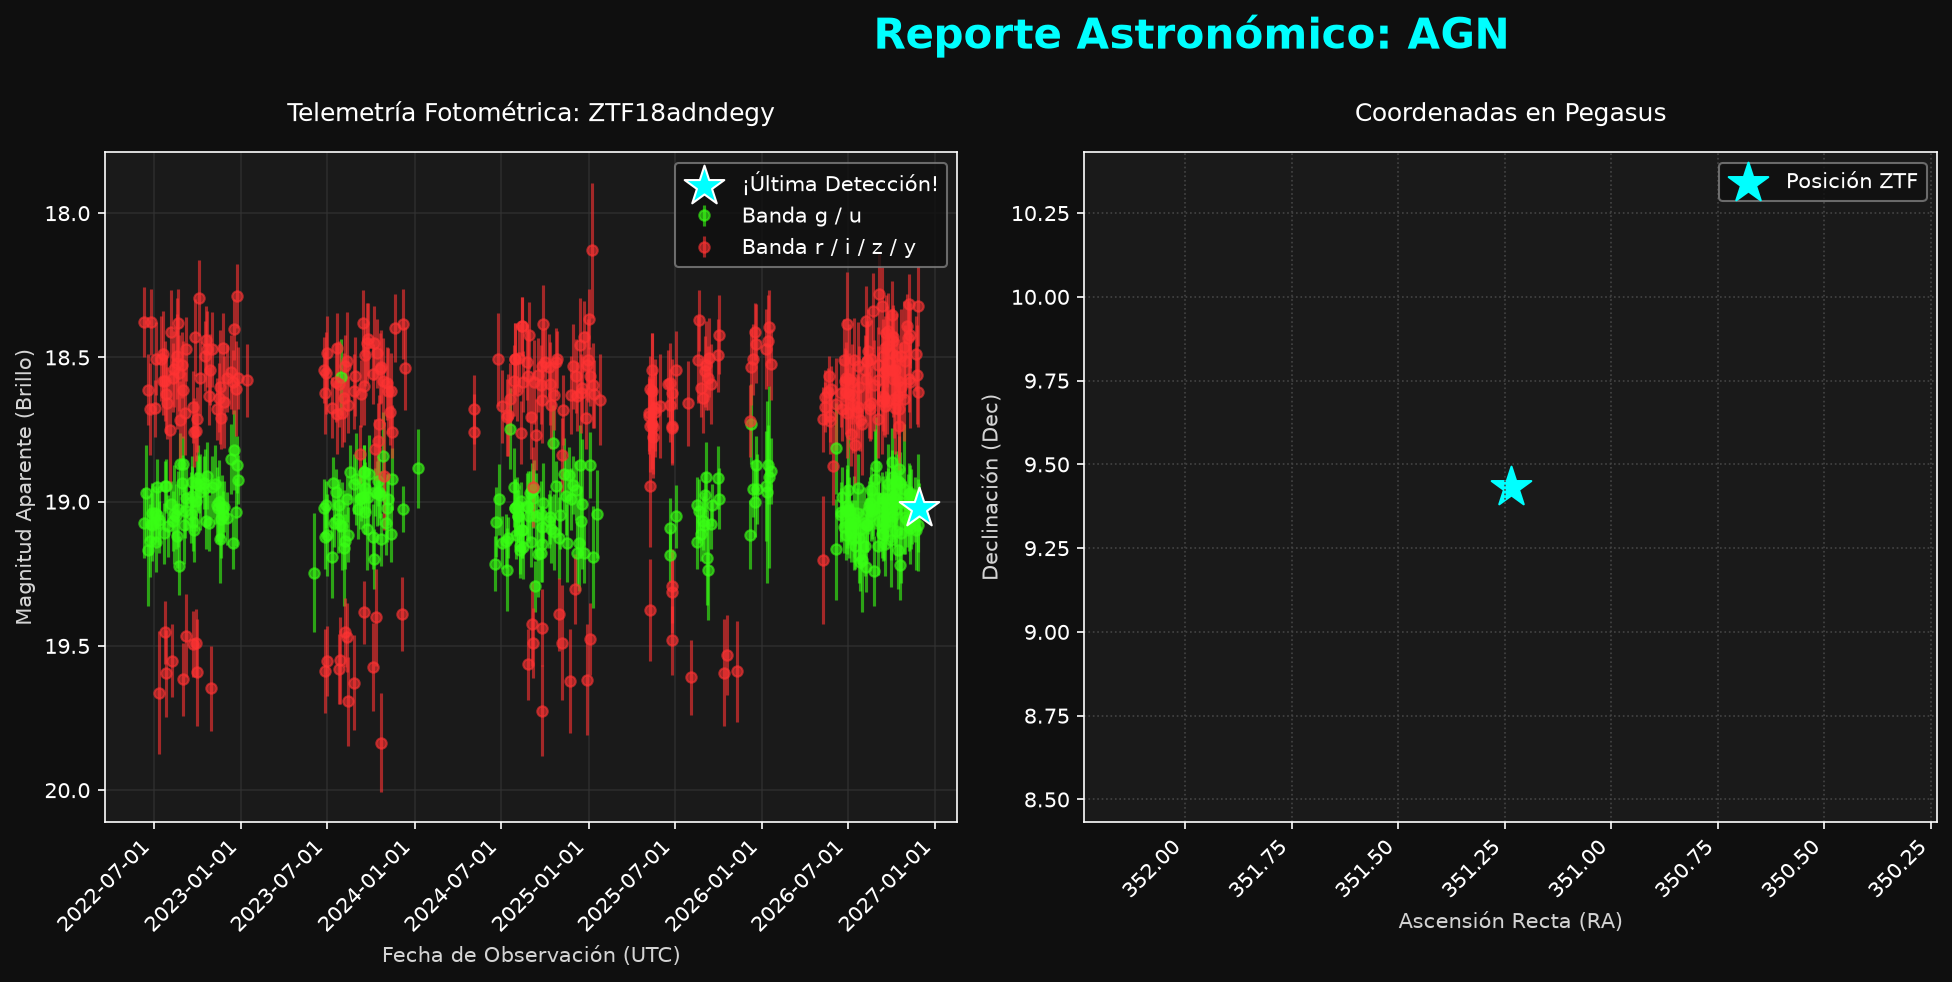 Reporte Astronómico: AGN
Telemetría Fotométrica: ZTF18adndegy
¡Última Detección!
Banda g / u
Banda r / i / z / y
Magnitud Aparente (Brillo)
18.0
18.5
19.0
19.5
20.0
2022-07-01
2023-01-01
2023-07-01
2024-01-01
2024-07-01
2025-01-01
2025-07-01
2026-01-01
2026-07-01
2027-01-01
Fecha de Observación (UTC)
Coordenadas en Pegasus
Posición ZTF
Declinación (Dec)
10.25
10.00
9.75
9.50
9.25
9.00
8.75
8.50
352.00
351.75
351.50
351.25
351.00
350.75
350.50
350.25
Ascensión Recta (RA)